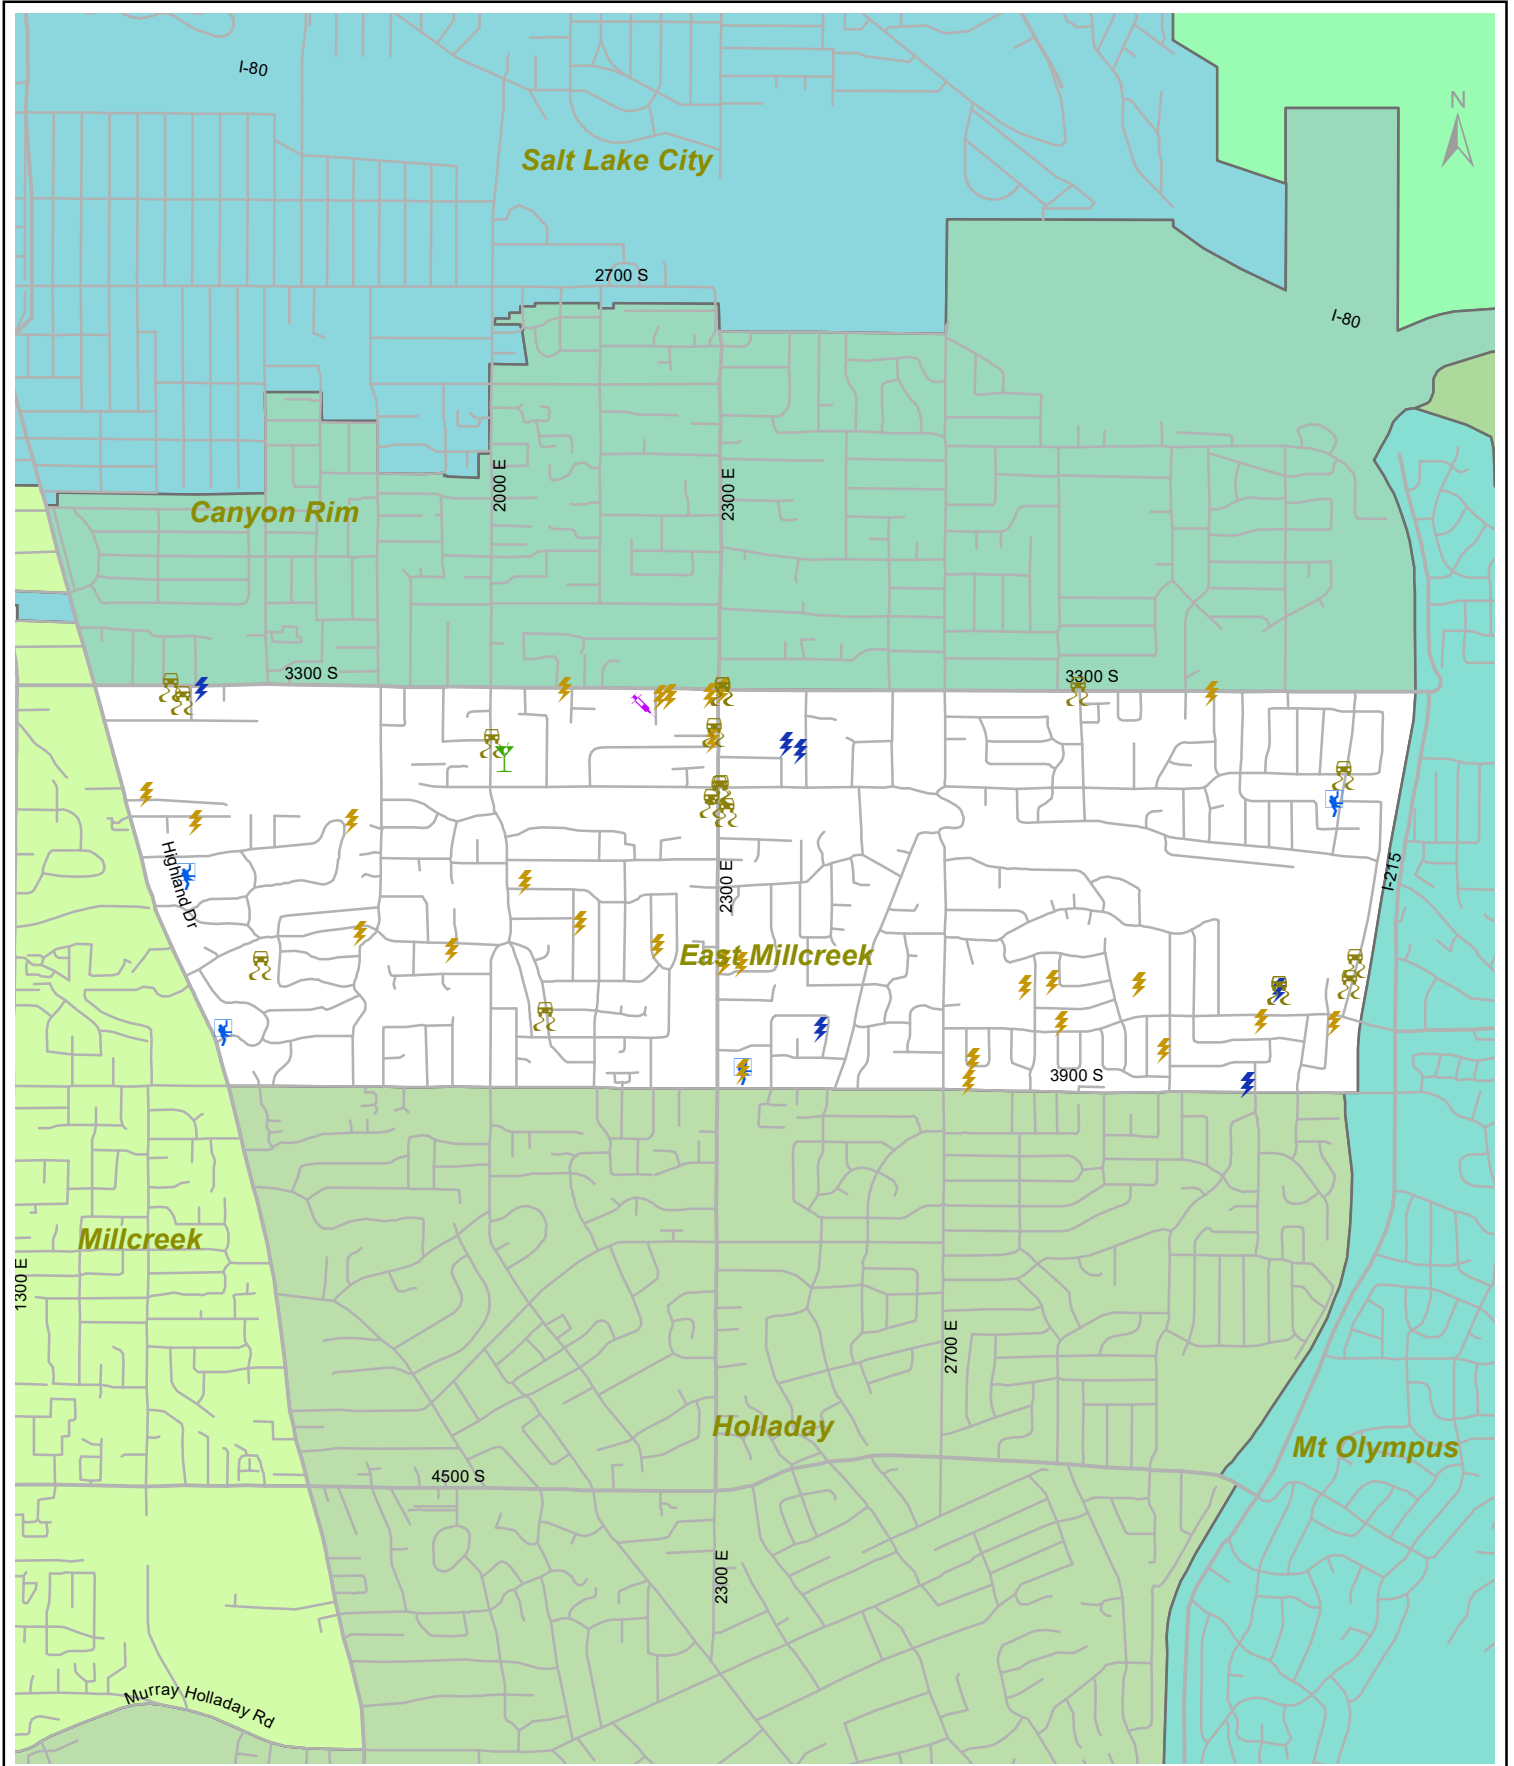 I-80
N
Salt Lake City
2700 S
I-80
2000 E
2300 E
Canyon Rim
3300 S
3300 S
Highland Dr
2300 E
I-215
East Millcreek
3900 S
Millcreek
1300 E
2700 E
Holladay
Mt Olympus
4500 S
2300 E
Murray Holladay Rd